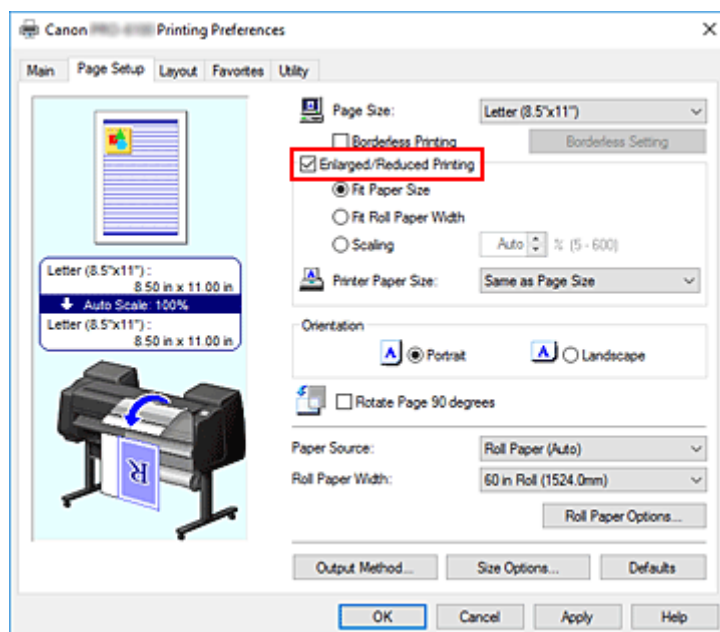 Canon Printing Preferences
Main Page Setup Layout Favorites Utility
Page Size: Letter (8.5"x11")
Borderless Printing Borderless Setting
Enlarged/Reduced Printing
Fit Paper Size
Fit Roll Paper Width
Scaling Auto % (5 - 600)
Printer Paper Size: Same as Page Size
Letter (8.5"x11") :
8.50 in x 11.00 in
Auto Scale: 100%
Letter (8.5"x11") :
8.50 in x 11.00 in
Orientation
A Portrait A Landscape
Rotate Page 90 degrees
R
Paper Source: Roll Paper (Auto)
Roll Paper Width: 60 in Roll (1524.0mm)
Roll Paper Options...
Output Method... Size Options... Defaults
OK Cancel Apply Help